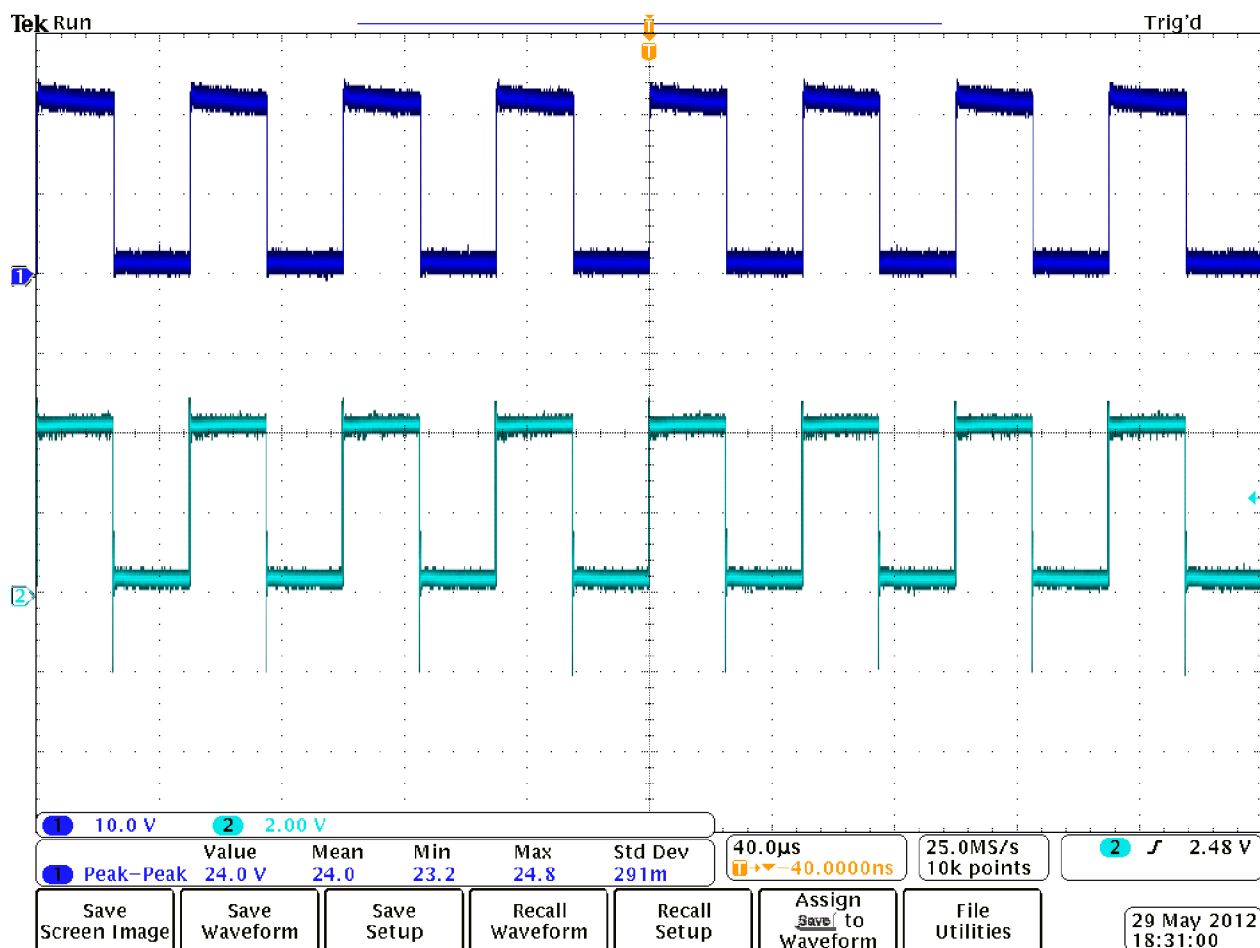 Tek Run Trig'd
T
T
1
2
1 10.0 V 2 2.00 V
Value Mean Min Max Std Dev
1 Peak−Peak 24.0 V 24.0 23.2 24.8 291m
40.0µs
T→▼−40.0000ns
25.0MS/s
10k points
2 2.48 V
Save
Screen Image
Save
Waveform
Save
Setup
Recall
Waveform
Recall
Setup
Assign
Save to
Waveform
File
Utilities
29 May 2012
18:31:00